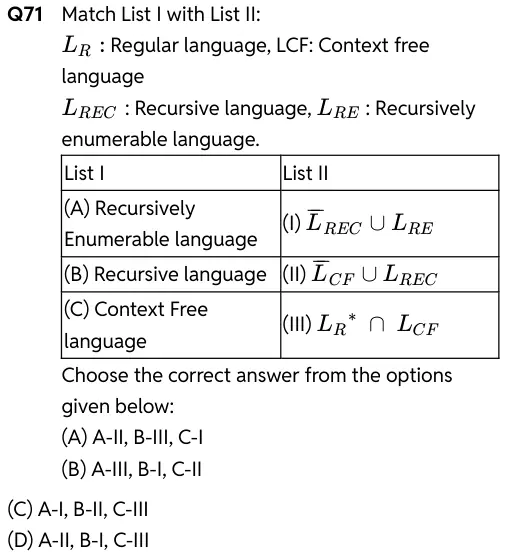 Q71 Match List I with List II:
L_R : Regular language, LCF: Context free
language
L_REC : Recursive language, L_RE : Recursively
enumerable language.
List I List II
(A) Recursively
Enumerable language (I) L̅_REC ∪ L_RE
(B) Recursive language (II) L̅_CF ∪ L_REC
(C) Context Free
language (III) L_R* ∩ L_CF
Choose the correct answer from the options
given below:
(A) A-II, B-III, C-I
(B) A-III, B-I, C-II
(C) A-I, B-II, C-III
(D) A-II, B-I, C-III